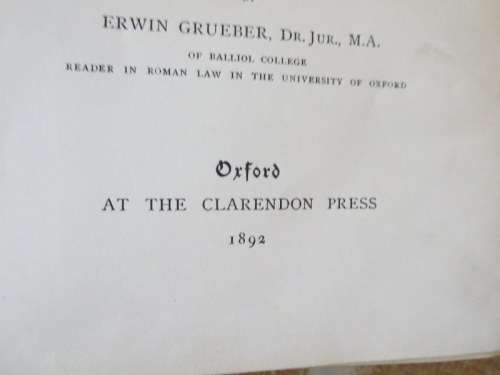 ERWIN GRUEBER, DR. JUR., M.A.
OF BALLIOL COLLEGE
READER IN ROMAN LAW IN THE UNIVERSITY OF OXFORD
Oxford
AT THE CLARENDON PRESS
1892